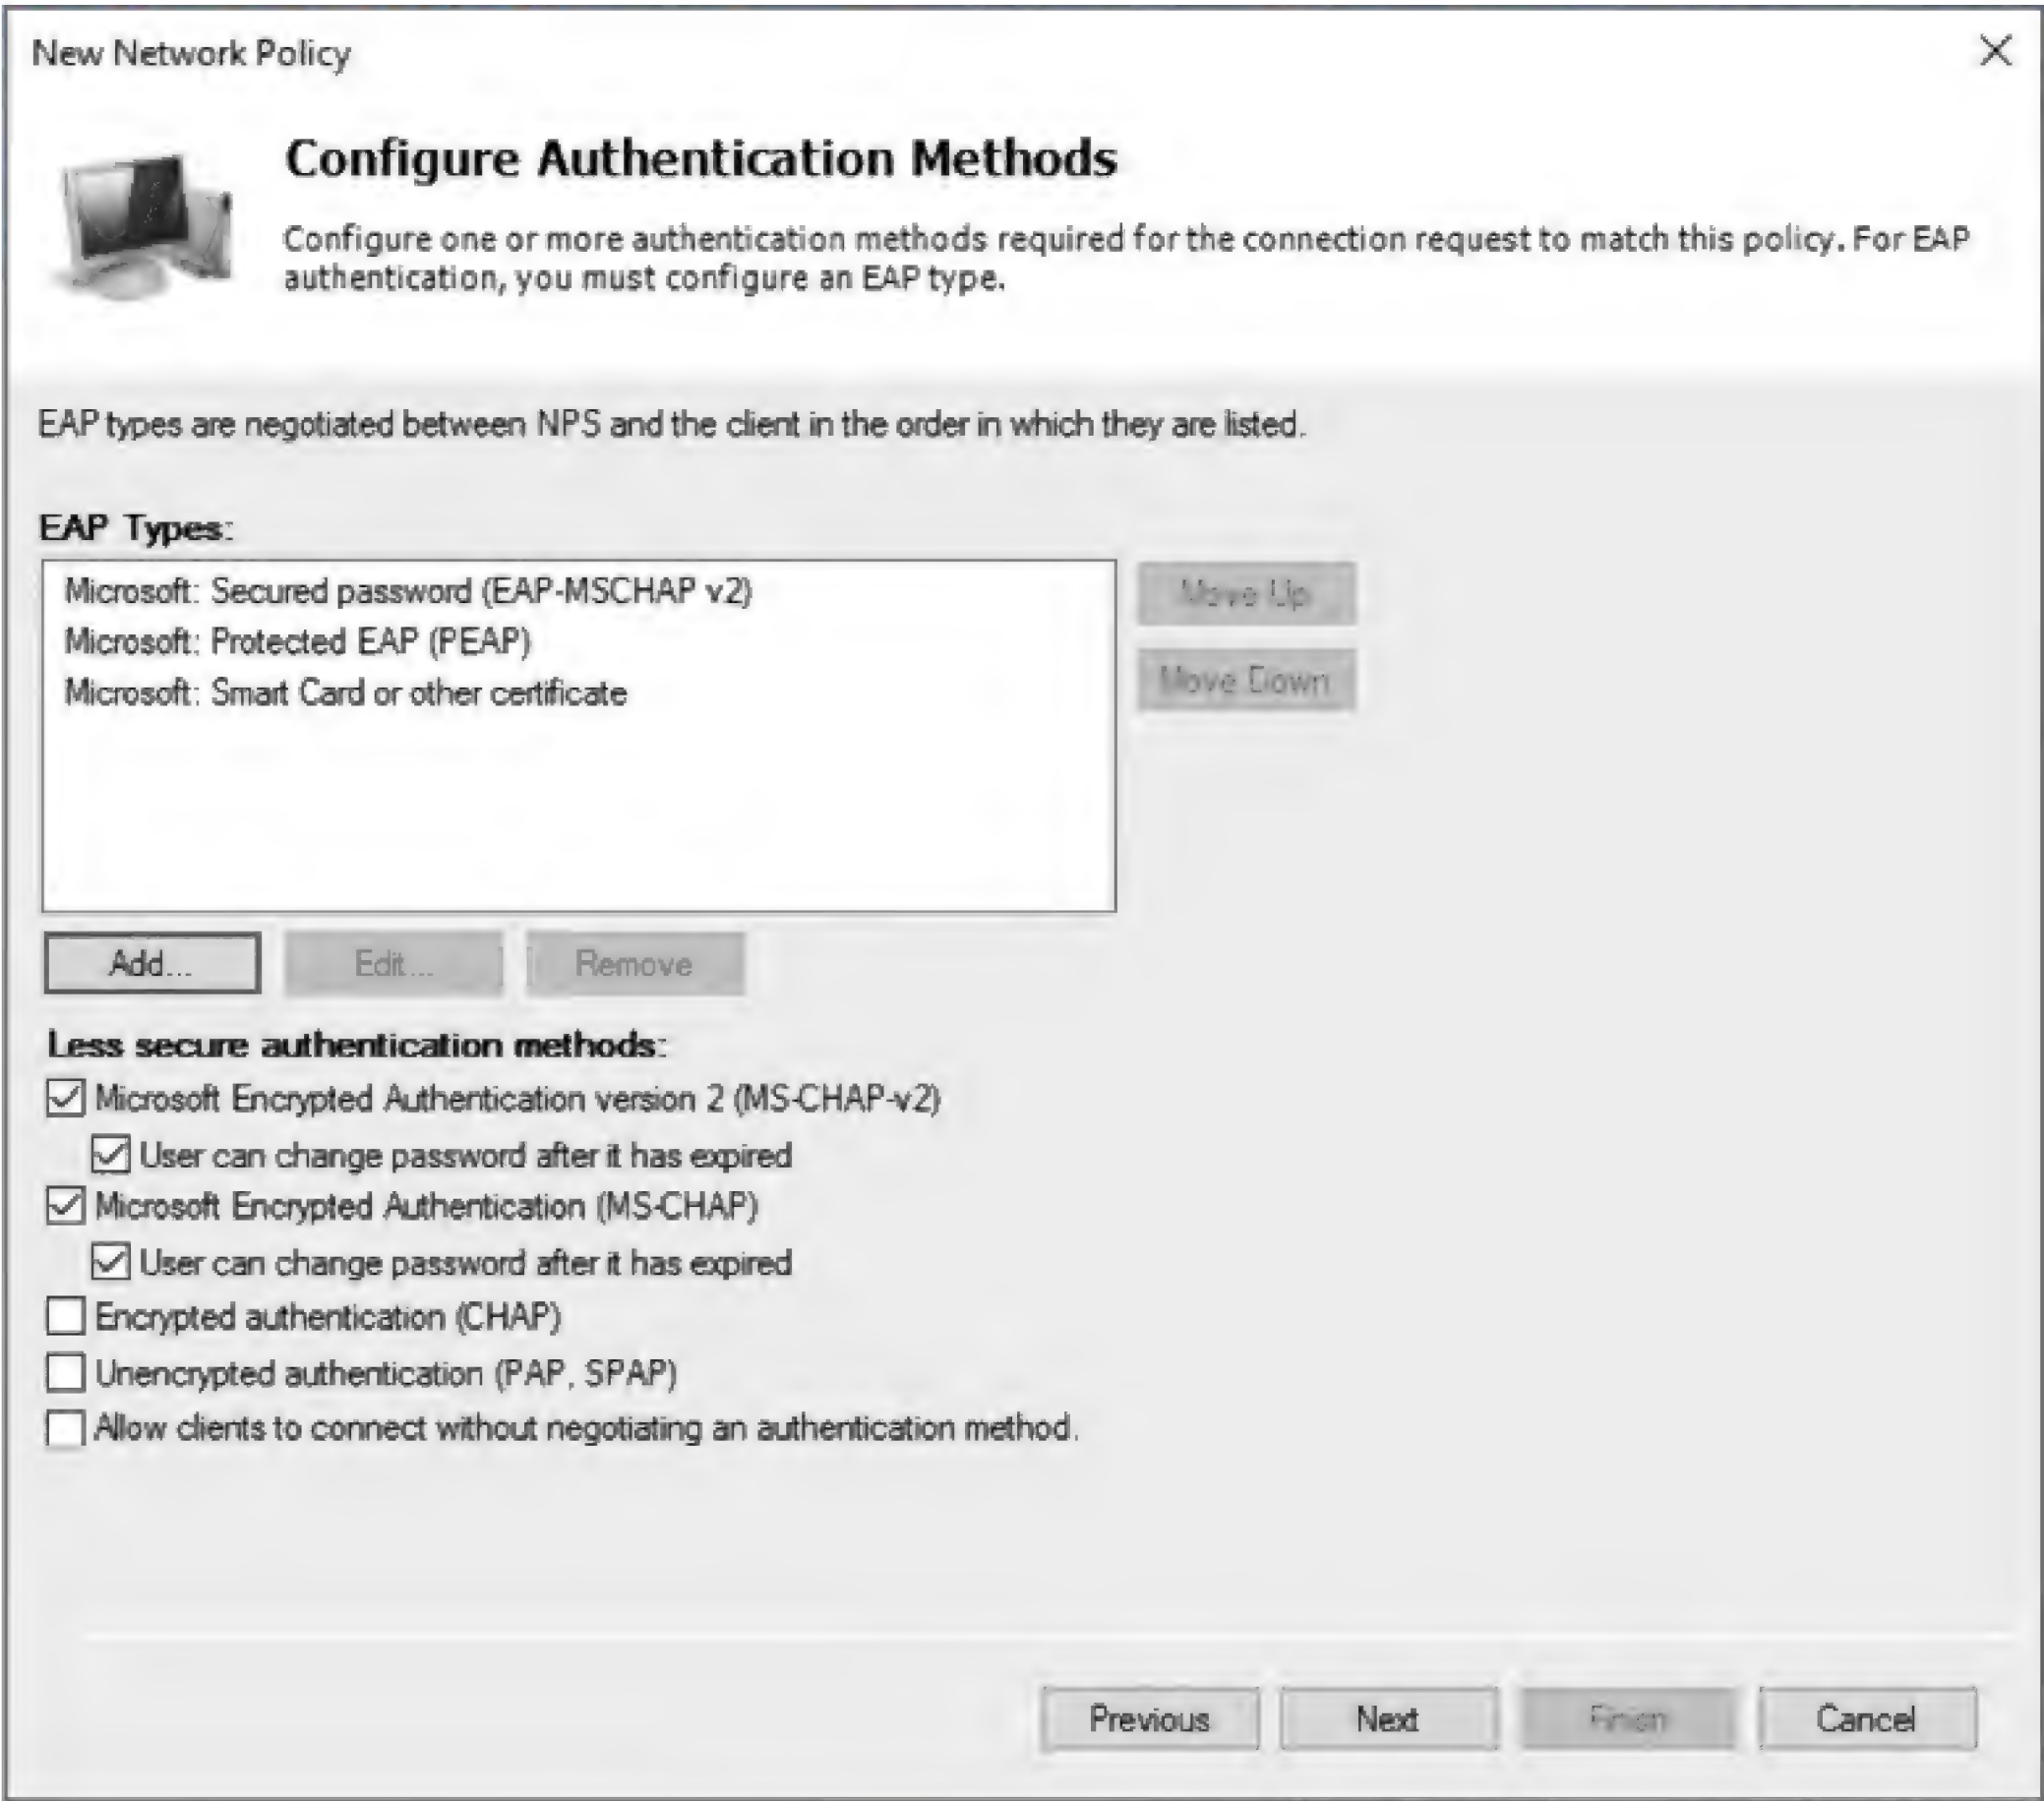 New Network Policy
Configure Authentication Methods
Configure one or more authentication methods required for the connection request to match this policy. For EAP
authentication, you must configure an EAP type.
EAP types are negotiated between NPS and the client in the order in which they are listed.
EAP Types:
Microsoft: Secured password (EAP-MSCHAP v2)
Microsoft: Protected EAP (PEAP)
Microsoft: Smart Card or other certificate
Move Up
Move Down
Add...
Edit...
Remove
Less secure authentication methods:
Microsoft Encrypted Authentication version 2 (MS-CHAP-v2)
User can change password after it has expired
Microsoft Encrypted Authentication (MS-CHAP)
User can change password after it has expired
Encrypted authentication (CHAP)
Unencrypted authentication (PAP, SPAP)
Allow clients to connect without negotiating an authentication method.
Previous
Next
Finish
Cancel